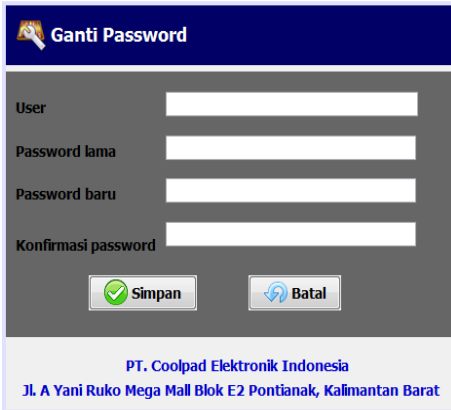 Ganti Password
User
Password lama
Password baru
Konfirmasi password
Simpan Batal
PT. Coolpad Elektronik Indonesia
Jl. A Yani Ruko Mega Mall Blok E2 Pontianak, Kalimantan Barat